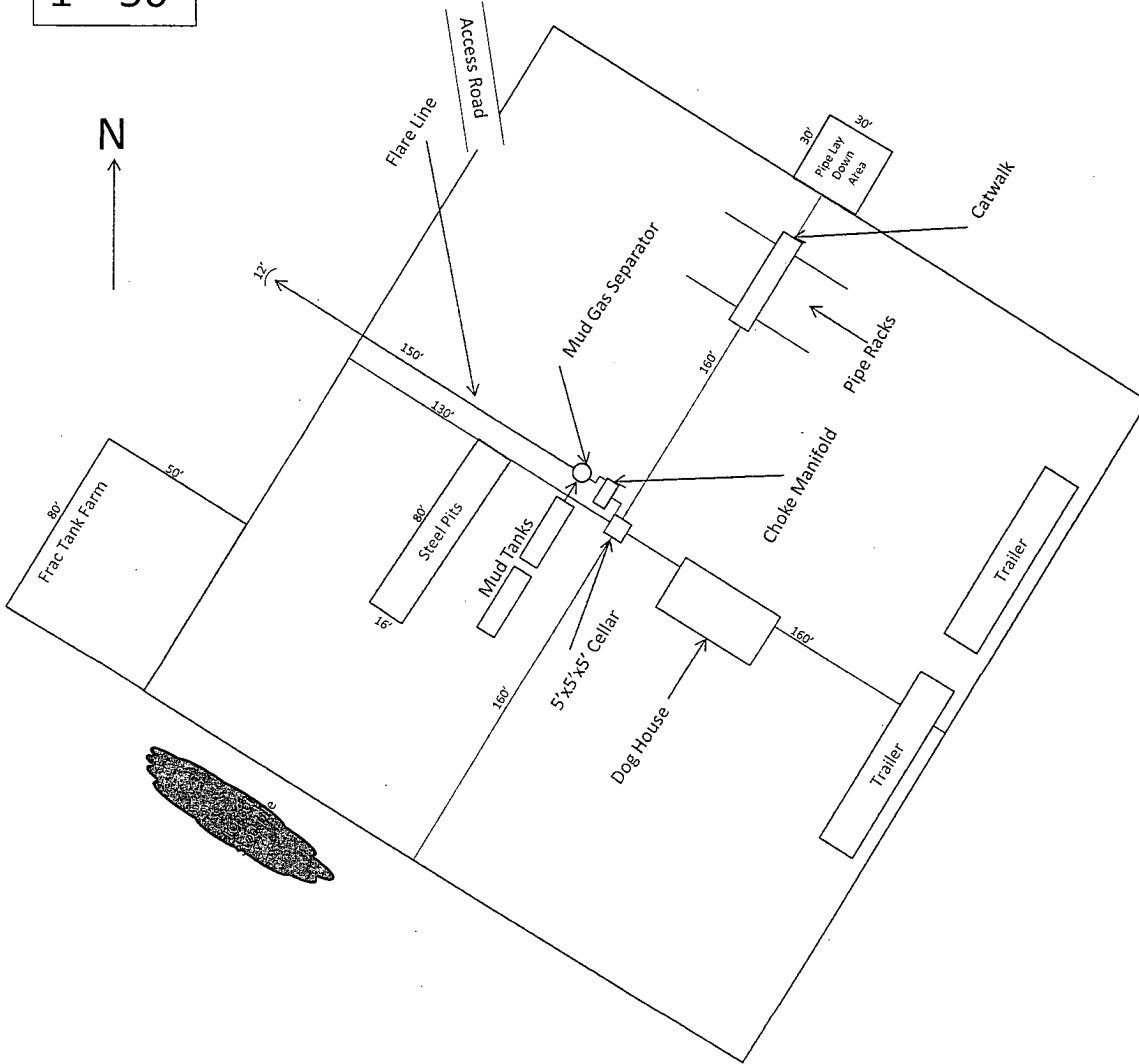 N
Access Road
Flare Line
12'
150'
130'
30'
30'
Pipe Lay
Down
Area
Catwalk
Mud Gas Separator
160'
Pipe Racks
Choke Manifold
50'
80'
Frac Tank Farm
80'
Steel Pits
16'
Mud Tanks
5'x5'x5' Cellar
160'
160'
Dog House
Trailer
Trailer